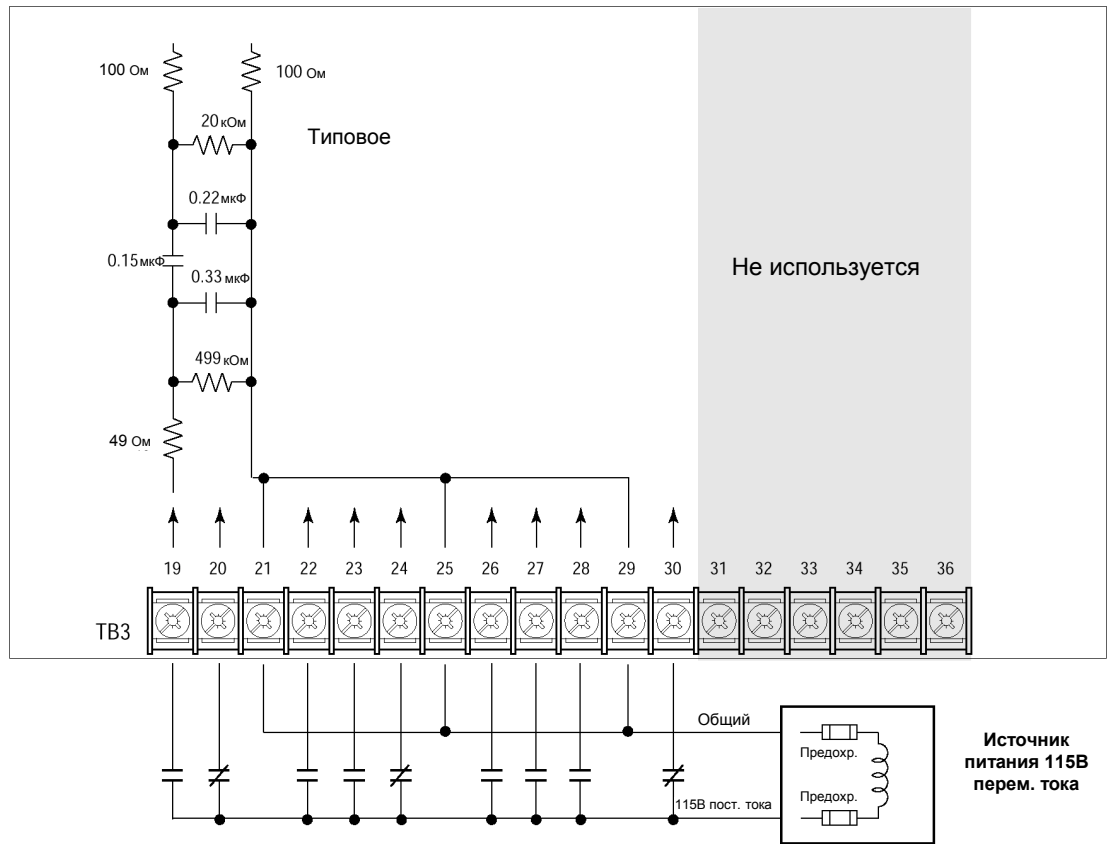 100 Ом
100 Ом
20 кОм
Типовое
0.22 мкФ
0.15 мкФ
0.33 мкФ
Не используется
499 кОм
49 Ом
19 20 21 22 23 24 25 26 27 28 29 30 31 32 33 34 35 36
TB3
Общий
Предохр.
Источник
питания 115В
перем. тока
Предохр.
115В пост. тока